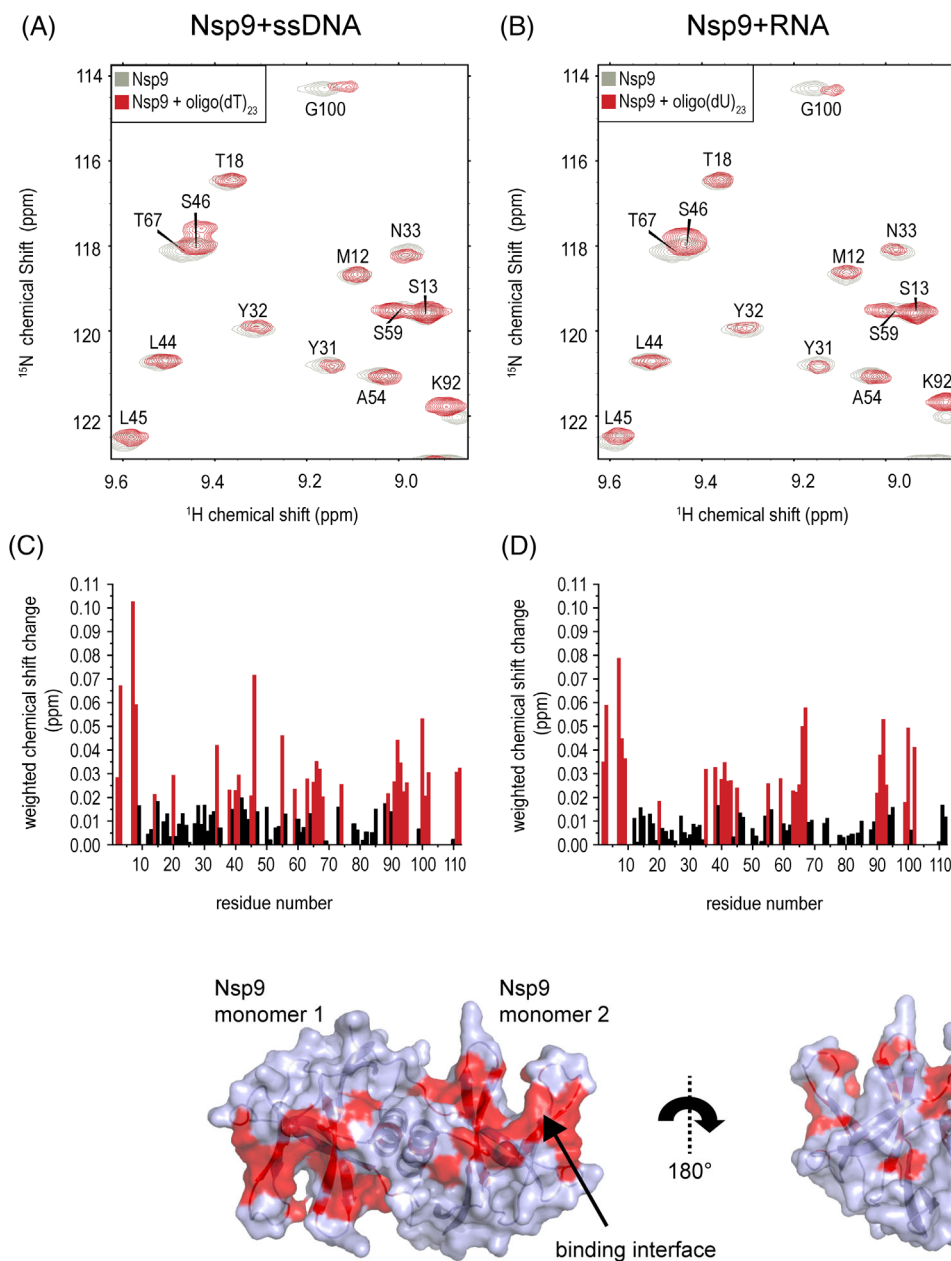 (A)
Nsp9+ssDNA
(B)
Nsp9+RNA
Nsp9
Nsp9 + oligo(dT)23
G100
T18
S46
T67
N33
M12
S13
Y32
S59
L44
Y31
A54
K92
L45
114
116
118
120
122
15N chemical Shift (ppm)
9.6
9.4
9.2
9.0
1H chemical shift (ppm)
Nsp9
Nsp9 + oligo(dU)23
G100
T18
S46
T67
N33
M12
S13
Y32
S59
L44
Y31
A54
K92
L45
114
116
118
120
122
15N chemical Shift (ppm)
9.6
9.4
9.2
9.0
1H chemical shift (ppm)
(C)
0.11
0.10
0.09
0.08
0.07
0.06
0.05
0.04
0.03
0.02
0.01
0.00
weighted chemical shift change
(ppm)
10 20 30 40 50 60 70 80 90 100 110
residue number
(D)
0.11
0.10
0.09
0.08
0.07
0.06
0.05
0.04
0.03
0.02
0.01
0.00
weighted chemical shift change
(ppm)
10 20 30 40 50 60 70 80 90 100 110
residue number
Nsp9
monomer 1
Nsp9
monomer 2
180°
binding interface